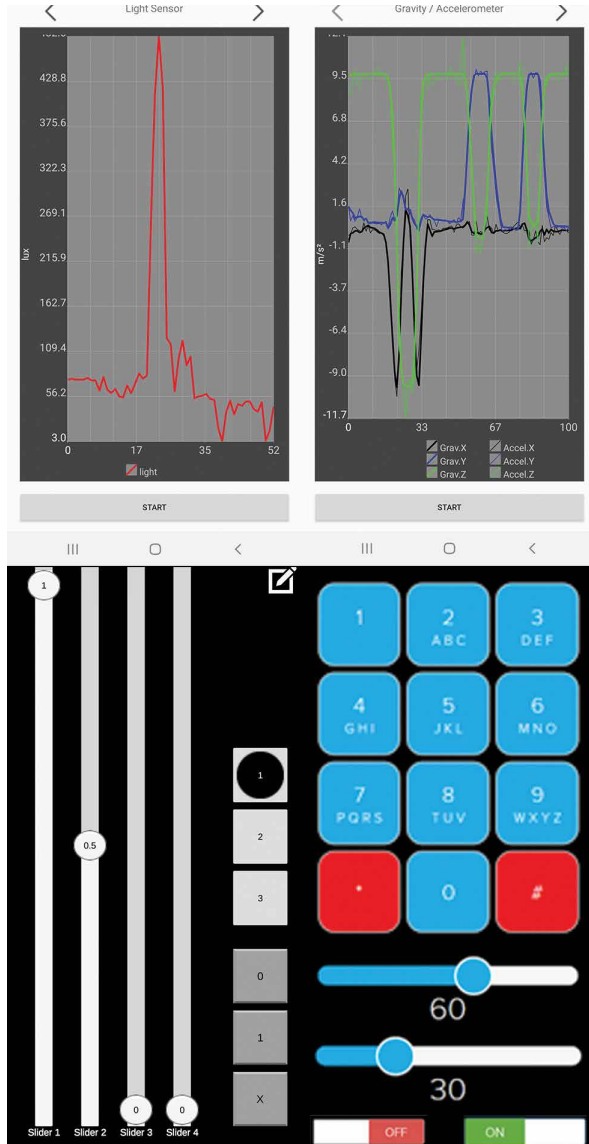 Light Sensor
428.8
375.6
322.3
269.1
215.9
162.7
109.4
56.2
3.0
lux
0 17 35 52
light
START
Gravity / Accelerometer
9.5
6.8
4.2
1.6
-1.1
-3.7
-6.4
-9.0
-11.7
m/s²
0 33 67 100
Grav.X Accel.X
Grav.Y Accel.Y
Grav.Z Accel.Z
START
1
0.5
0
0
Slider 1 Slider 2 Slider 3 Slider 4
1
2
3
0
1
X
1 2 3
ABC DEF
4 5 6
GHI JKL MNO
7 8 9
PQRS TUV WXYZ
* 0 #
60
30
OFF ON